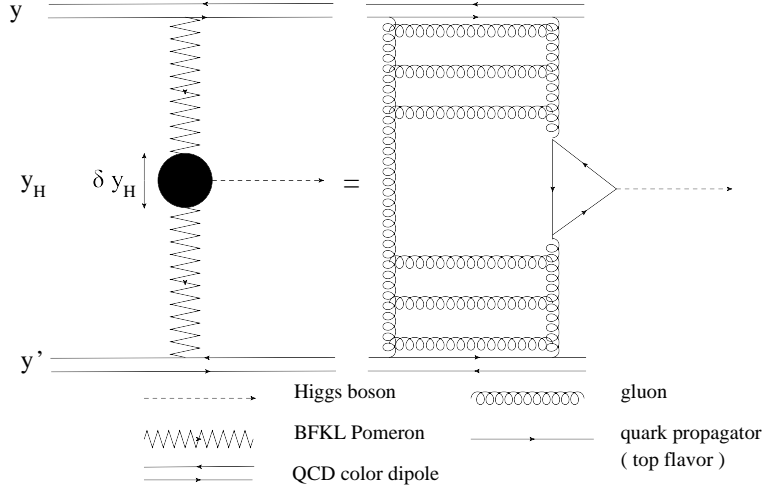 y
y_H
δ y_H
=
y'
Higgs boson
gluon
BFKL Pomeron
quark propagator
( top flavor )
QCD color dipole